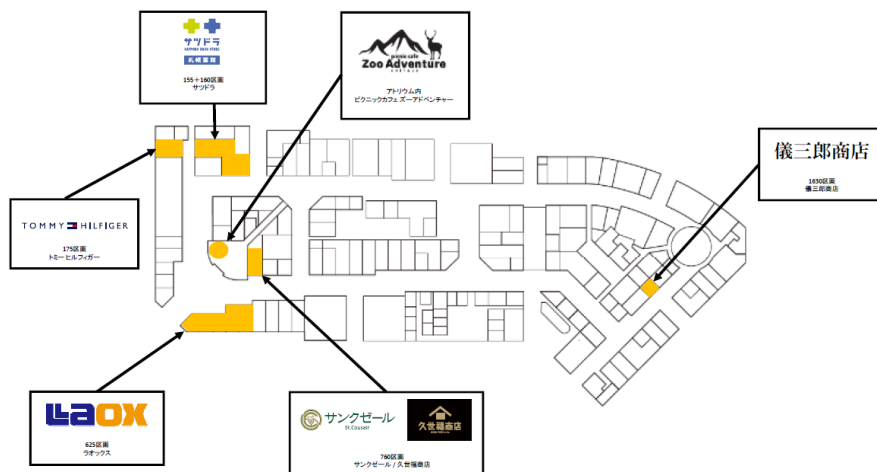 サツドラ
SAPPORO DRUG STORE
札幌薬粧
155+160区画
サツドラ
picnic cafe
Zoo Adventure
アトリウム内
ピクニックカフェ ズーアドベンチャー
儀三郎商店
1650区画
儀三郎商店
TOMMY HILFIGER
175区画
トミー ヒルフィガー
Laox
625区画
ラオックス
サンクゼール
St.Cousair
久世福商店
760区画
サンクゼール / 久世福商店